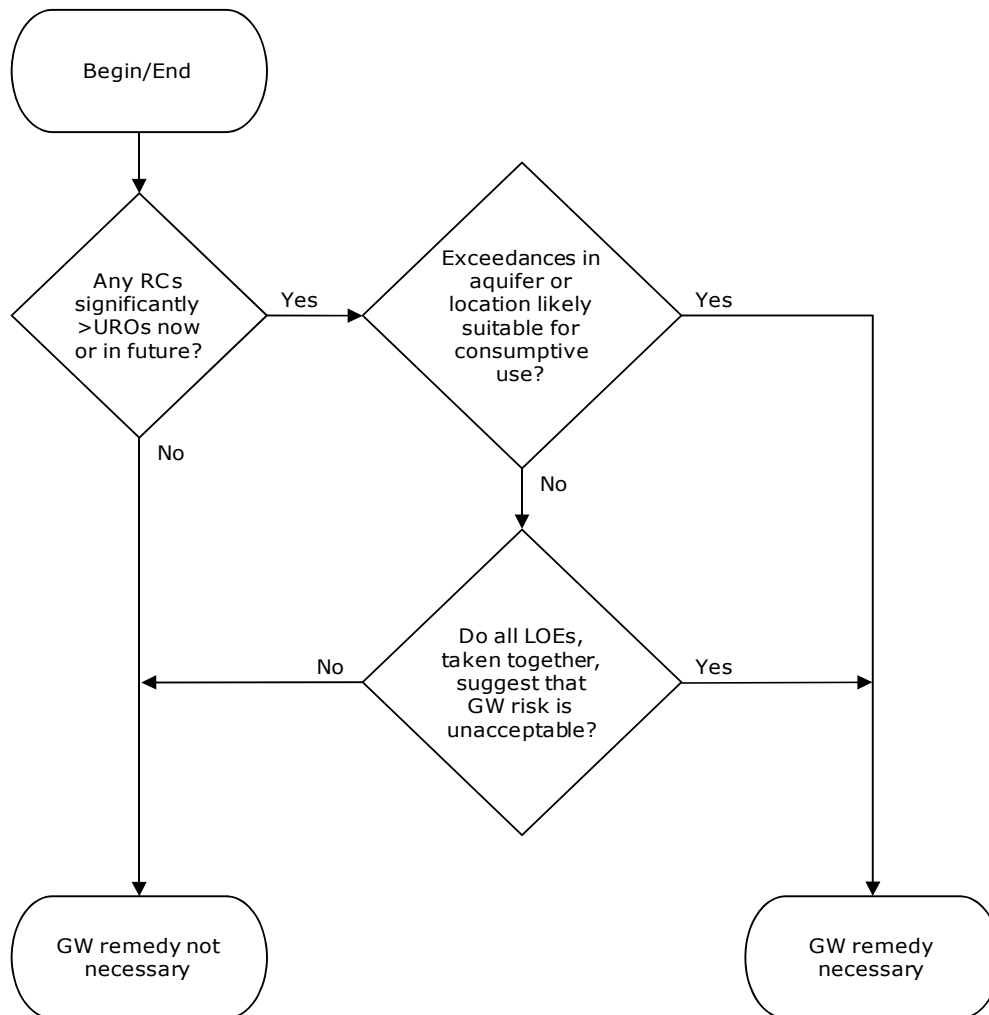 Begin/End
Any RCs
significantly
>UROs now
or in future?
Yes
Exceedances in
aquifer or
location likely
suitable for
consumptive
use?
Yes
No
No
Do all LOEs,
taken together,
suggest that
GW risk is
unacceptable?
No
Yes
GW remedy not
necessary
GW remedy
necessary